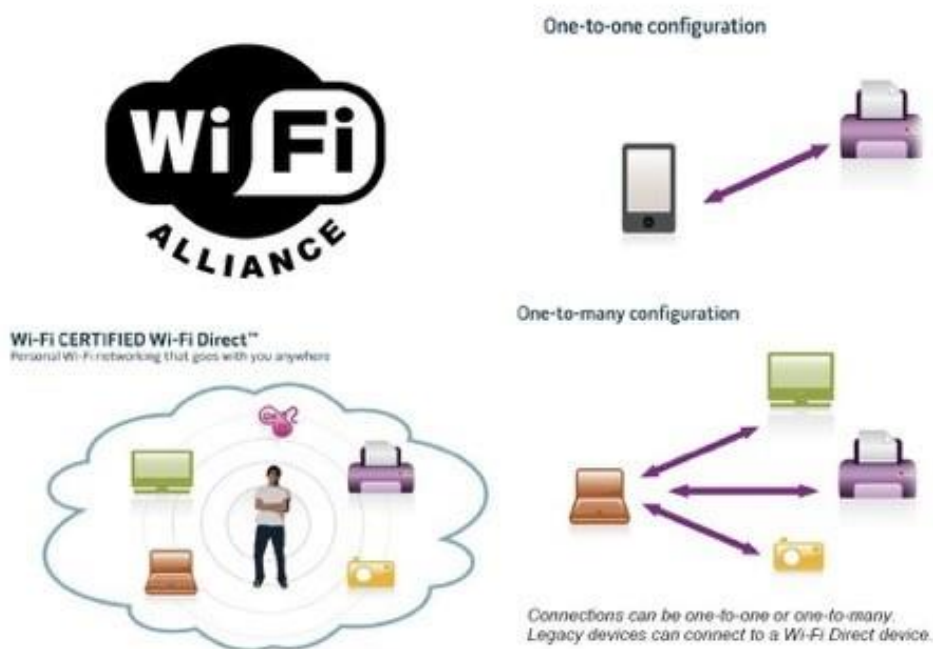 Wi Fi
ALLIANCE
Wi-Fi CERTIFIED Wi-Fi Direct™
Personal Wi-Fi networking that goes with you anywhere
One-to-one configuration
One-to-many configuration
Connections can be one-to-one or one-to-many.
Legacy devices can connect to a Wi-Fi Direct device.